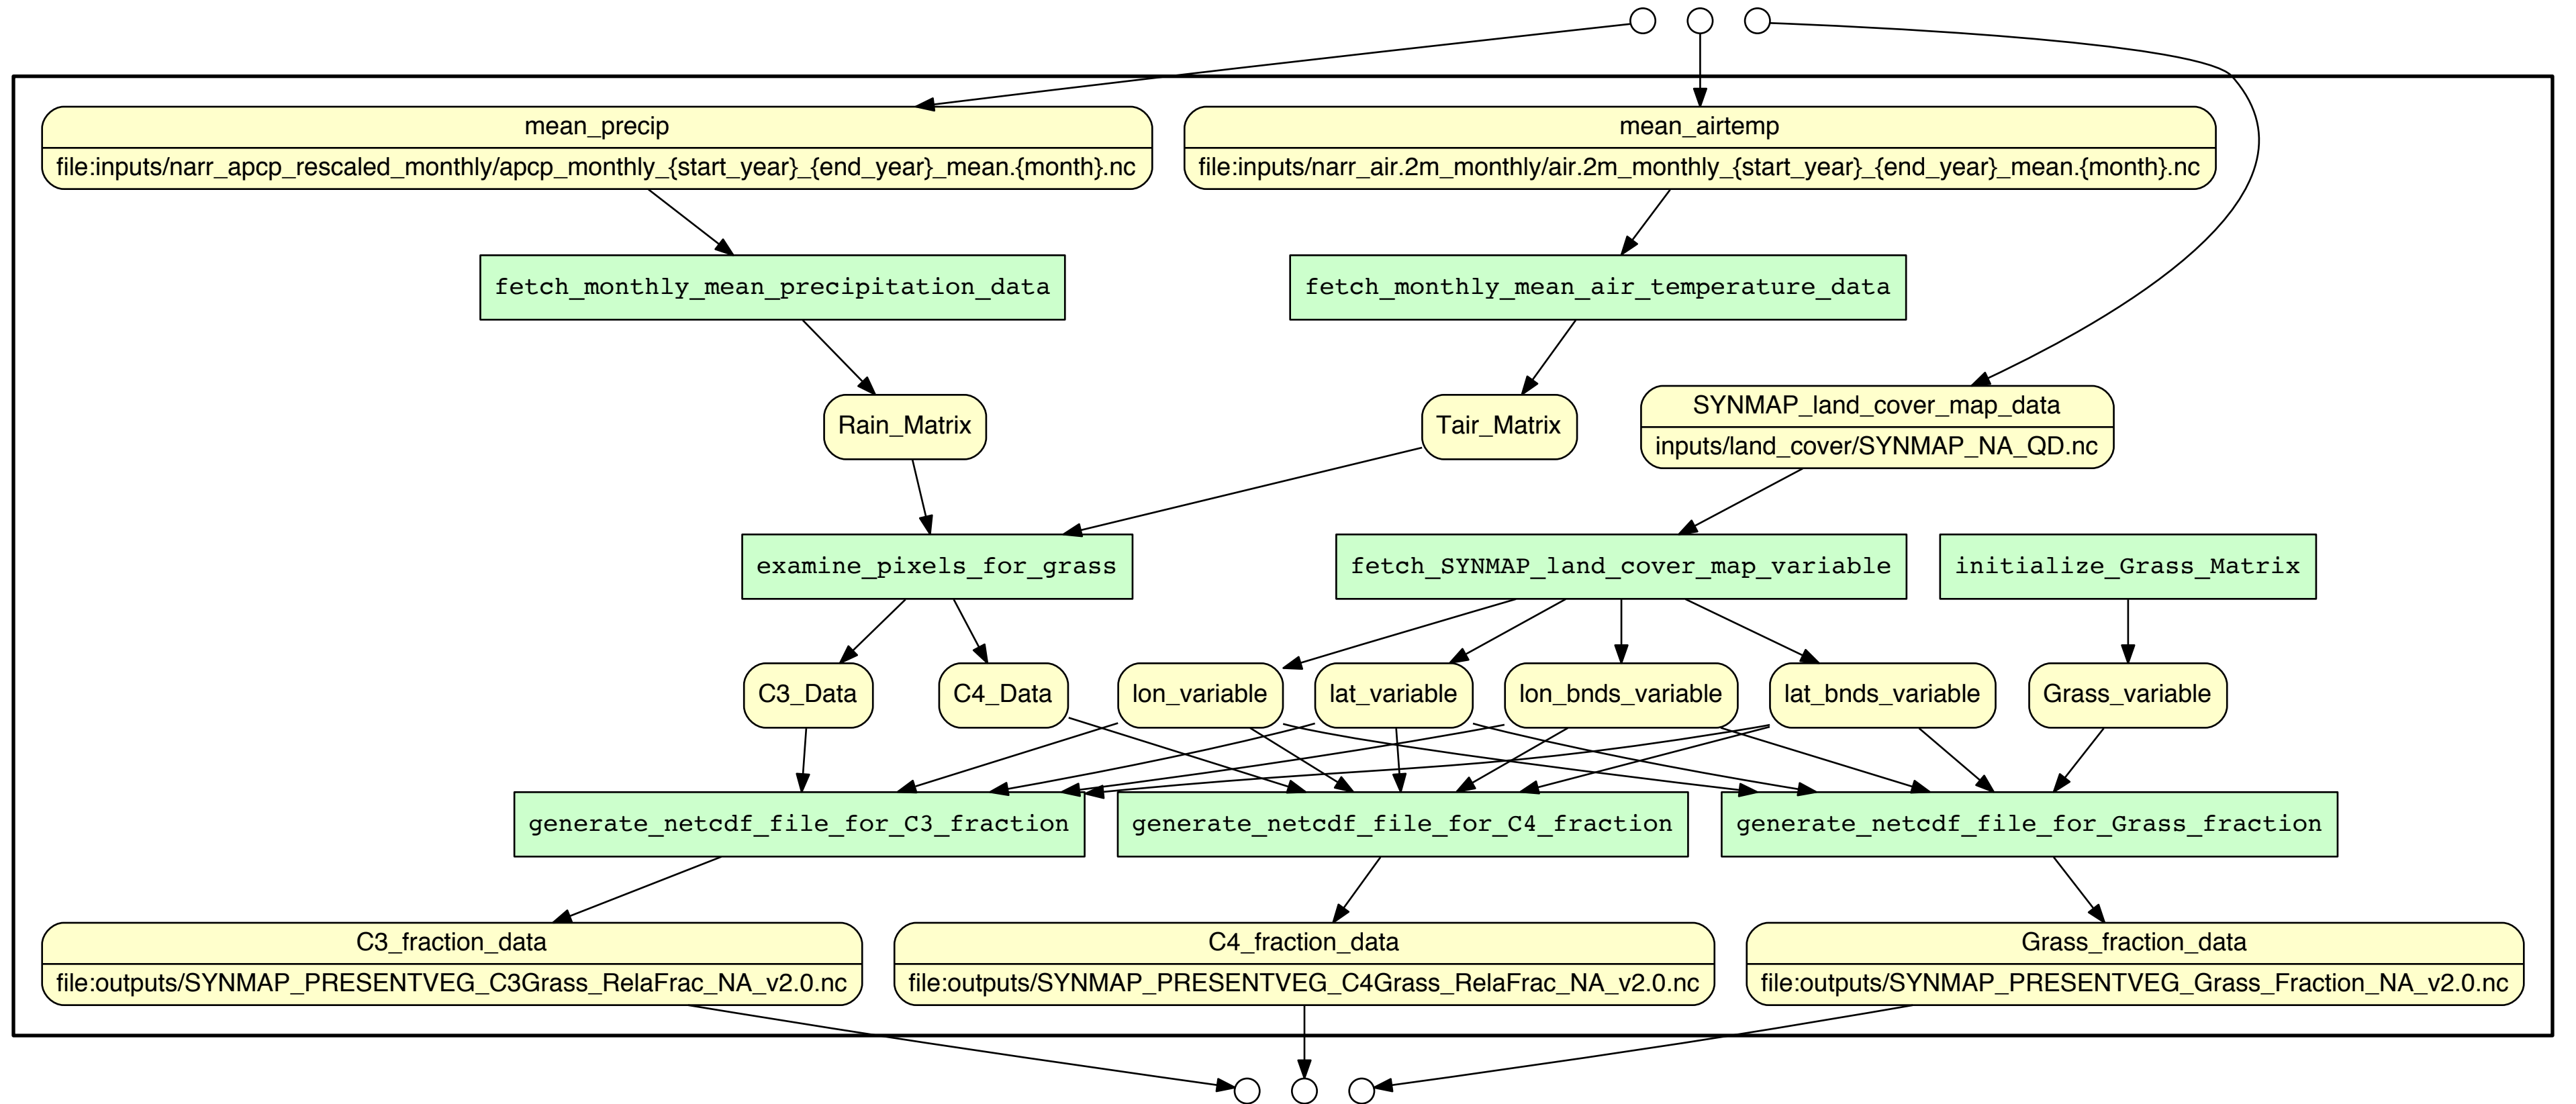 mean_precip
file:inputs/narr_apcp_rescaled_monthly/apcp_monthly_{start_year}_{end_year}_mean.{month}.nc
mean_airtemp
file:inputs/narr_air.2m_monthly/air.2m_monthly_{start_year}_{end_year}_mean.{month}.nc
fetch_monthly_mean_precipitation_data
fetch_monthly_mean_air_temperature_data
Rain_Matrix
Tair_Matrix
SYNMAP_land_cover_map_data
inputs/land_cover/SYNMAP_NA_QD.nc
examine_pixels_for_grass
fetch_SYNMAP_land_cover_map_variable
initialize_Grass_Matrix
C3_Data
C4_Data
lon_variable
lat_variable
lon_bnds_variable
lat_bnds_variable
Grass_variable
generate_netcdf_file_for_C3_fraction
generate_netcdf_file_for_C4_fraction
generate_netcdf_file_for_Grass_fraction
C3_fraction_data
file:outputs/SYNMAP_PRESENTVEG_C3Grass_RelaFrac_NA_v2.0.nc
C4_fraction_data
file:outputs/SYNMAP_PRESENTVEG_C4Grass_RelaFrac_NA_v2.0.nc
Grass_fraction_data
file:outputs/SYNMAP_PRESENTVEG_Grass_Fraction_NA_v2.0.nc